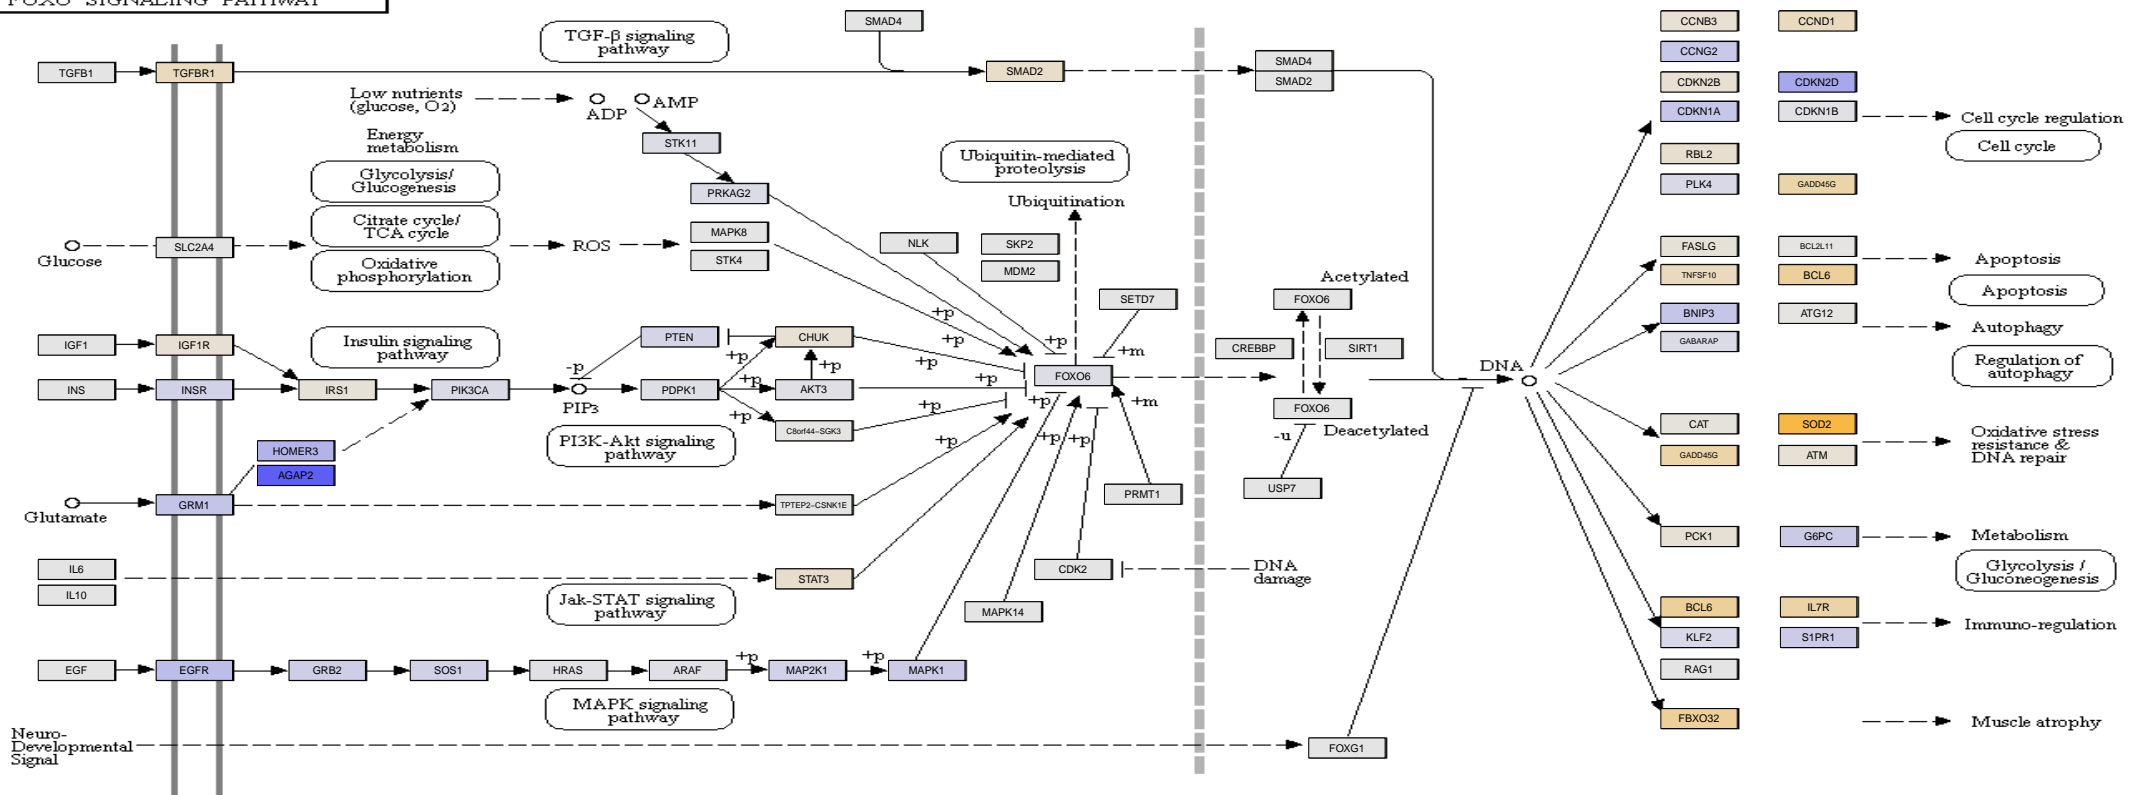 FOXO SIGNALING PATHWAY
SMAD4
CCNB3
CCND1
TGF-β signaling
pathway
CCNG2
TGFB1
TGFBR1
SMAD2
SMAD4
SMAD2
CDKN2B
CDKN2D
Low nutrients
(glucose, O2)
ADP
AMP
CDKN1A
CDKN1B
Cell cycle regulation
Energy
metabolism
STK11
Cell cycle
Ubiquitin-mediated
proteolysis
RBL2
Glycolysis/
Glucogenesis
PRKAG2
PLK4
GADD45G
Ubiquitination
Citrate cycle/
TCA cycle
MAPK8
NLK
SKP2
SLC2A4
ROS
FASLG
BCL2L11
Glucose
STK4
MDM2
Apoptosis
Oxidative
phosphorylation
Acetylated
TNFSF10
BCL6
SETD7
FOXO6
Apoptosis
+p
BNIP3
ATG12
Insulin signaling
pathway
PTEN
CHUK
+p
Autophagy
IGF1
IGF1R
CREBBP
SIRT1
GABARAP
+m
+p
+p
+p
-p
FOXO6
DNA
Regulation of
autophagy
INS
INSR
IRS1
PIK3CA
PDPK1
+p
AKT3
+p
PIP3
+p
+p
+p
+m
FOXO6
C8orf44−SGK3
-u
Deacetylated
CAT
SOD2
PI3K-Akt signaling
pathway
+p
+p
+p
Oxidative stress
resistance &
DNA repair
HOMER3
GADD45G
ATM
AGAP2
USP7
PRMT1
GRM1
TPTEP2−CSNK1E
Glutamate
PCK1
G6PC
Metabolism
IL6
CDK2
DNA
damage
Glycolysis /
Gluconeogenesis
STAT3
IL10
Jak-STAT signaling
pathway
MAPK14
BCL6
IL7R
Immuno-regulation
KLF2
S1PR1
EGF
EGFR
GRB2
SOS1
HRAS
ARAF
+p
MAP2K1
+p
MAPK1
RAG1
MAPK signaling
pathway
FBXO32
Muscle atrophy
Neuro-
Developmental
Signal
FOXG1